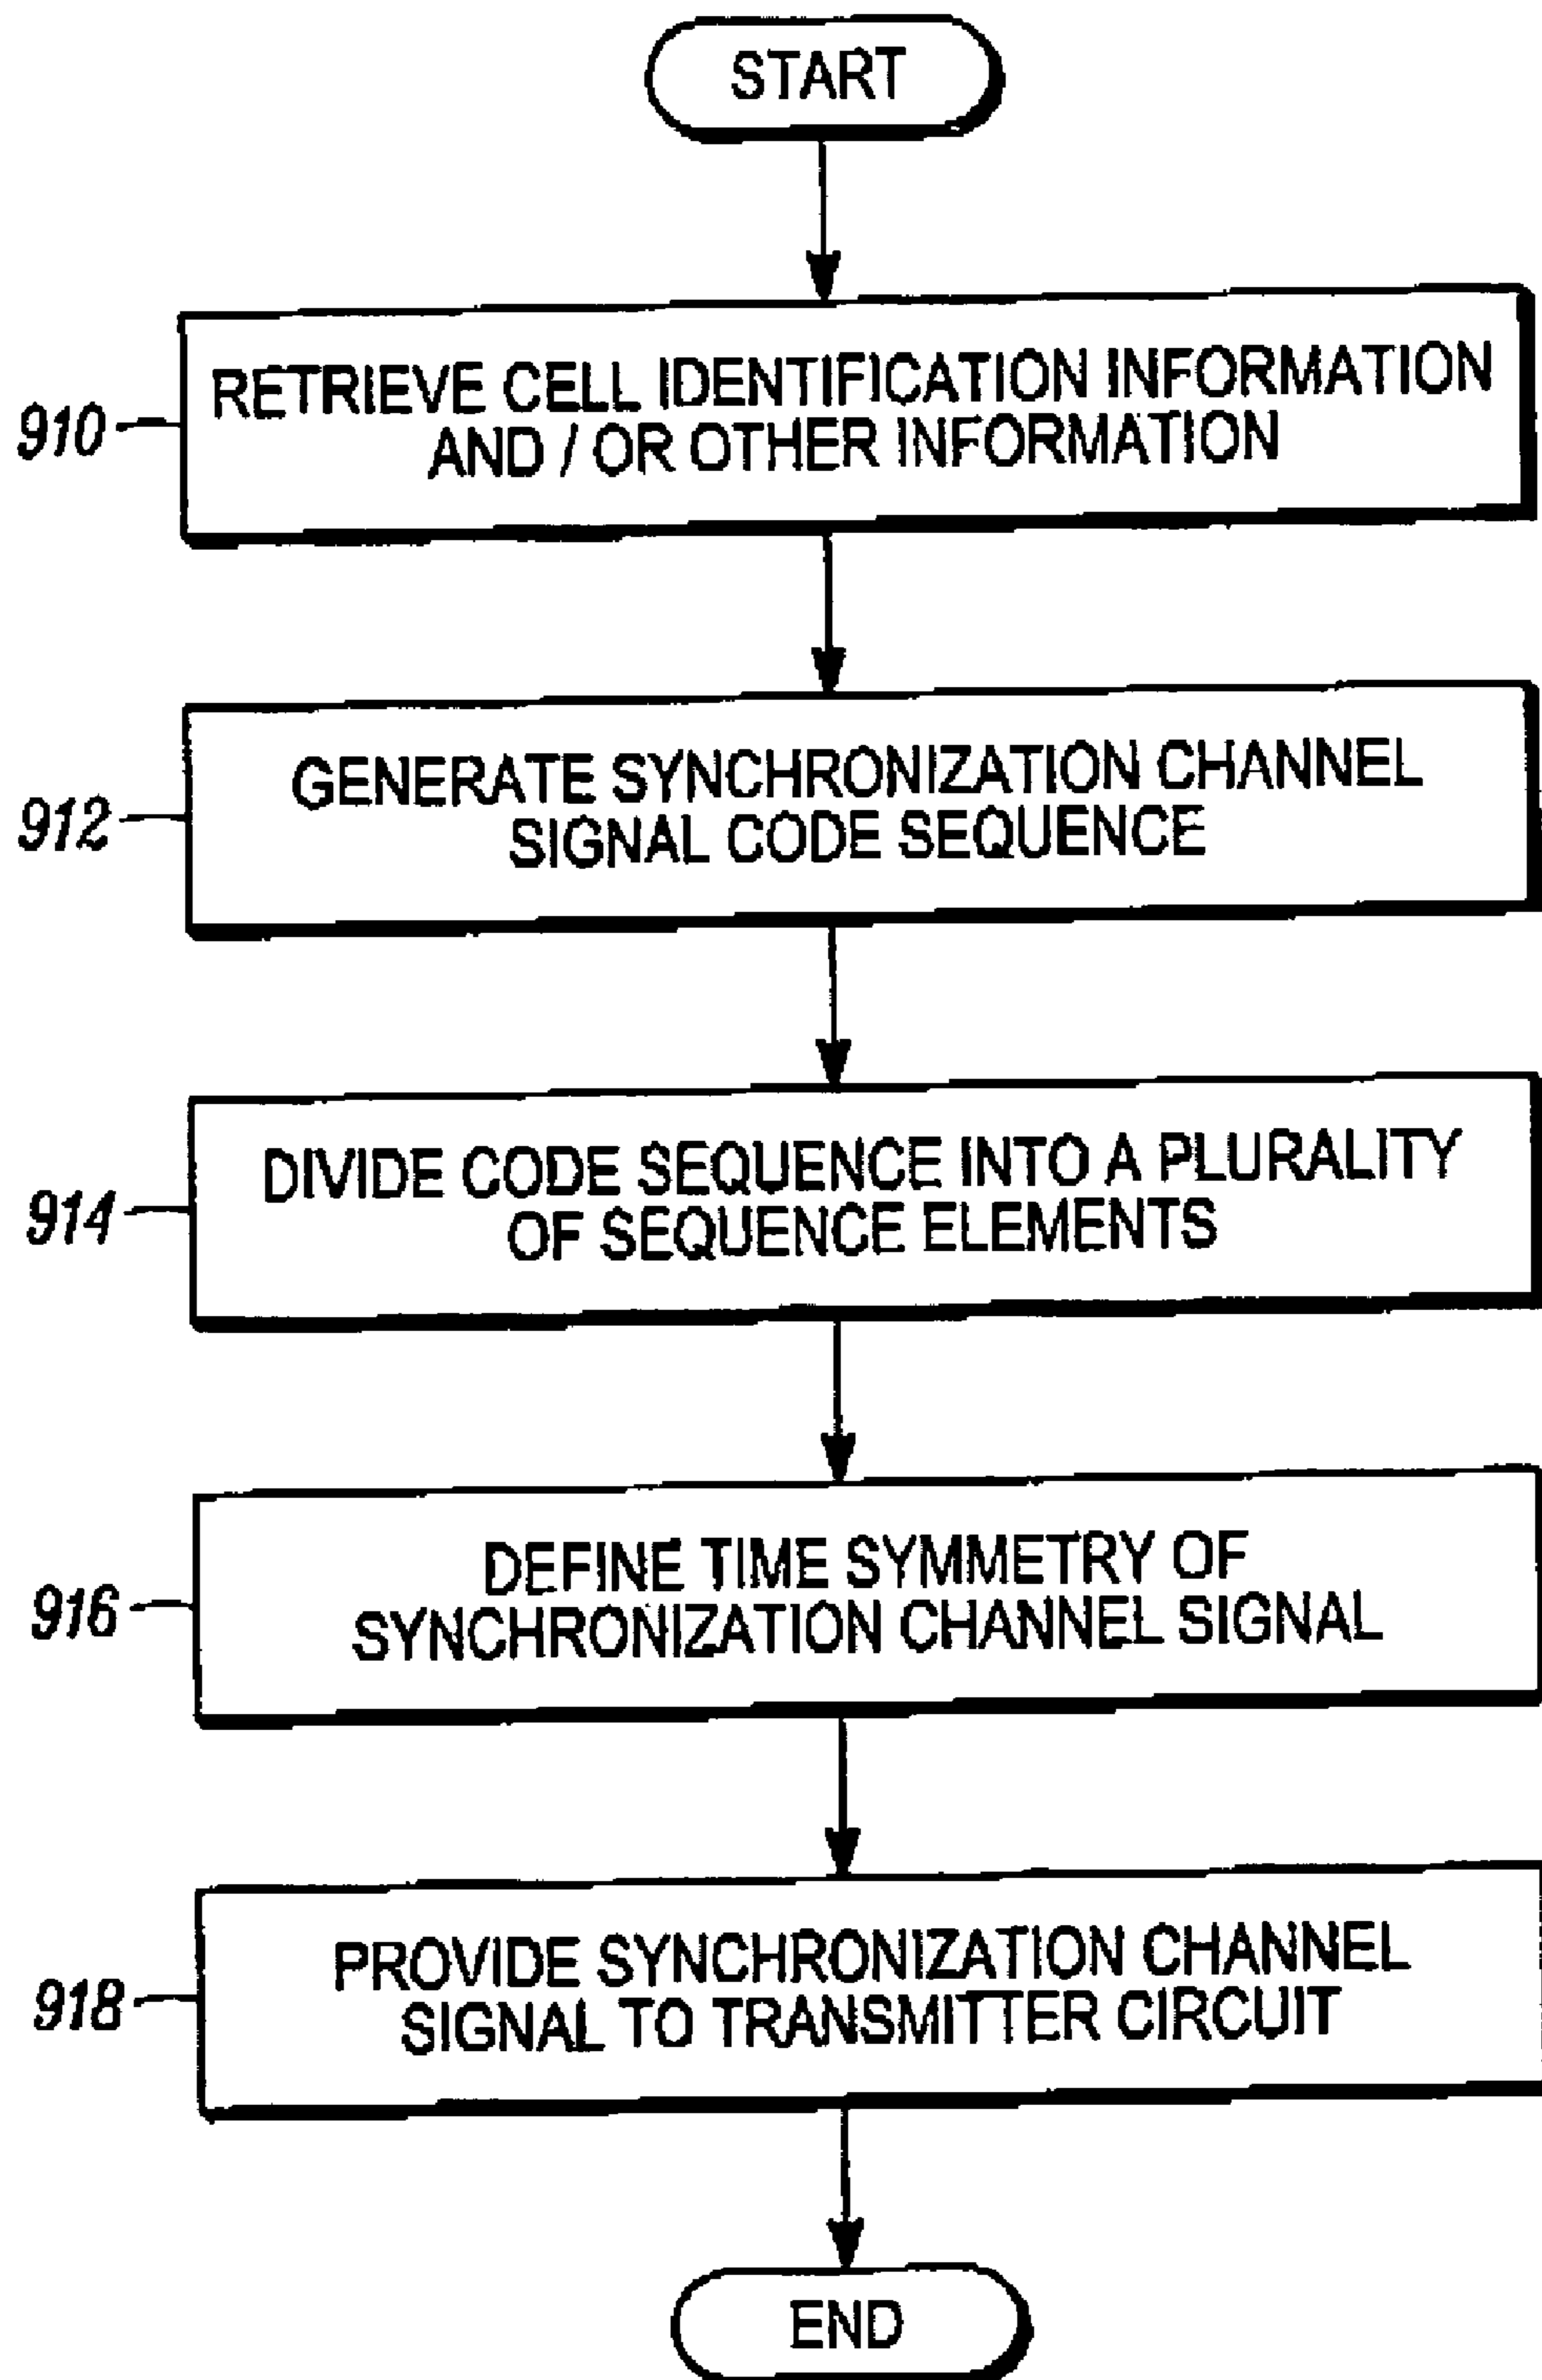 START
910
RETRIEVE CELL IDENTIFICATION INFORMATION
AND / OR OTHER INFORMATION
912
GENERATE SYNCHRONIZATION CHANNEL
SIGNAL CODE SEQUENCE
914
DIVIDE CODE SEQUENCE INTO A PLURALITY
OF SEQUENCE ELEMENTS
916
DEFINE TIME SYMMETRY OF
SYNCHRONIZATION CHANNEL SIGNAL
918
PROVIDE SYNCHRONIZATION CHANNEL
SIGNAL TO TRANSMITTER CIRCUIT
END